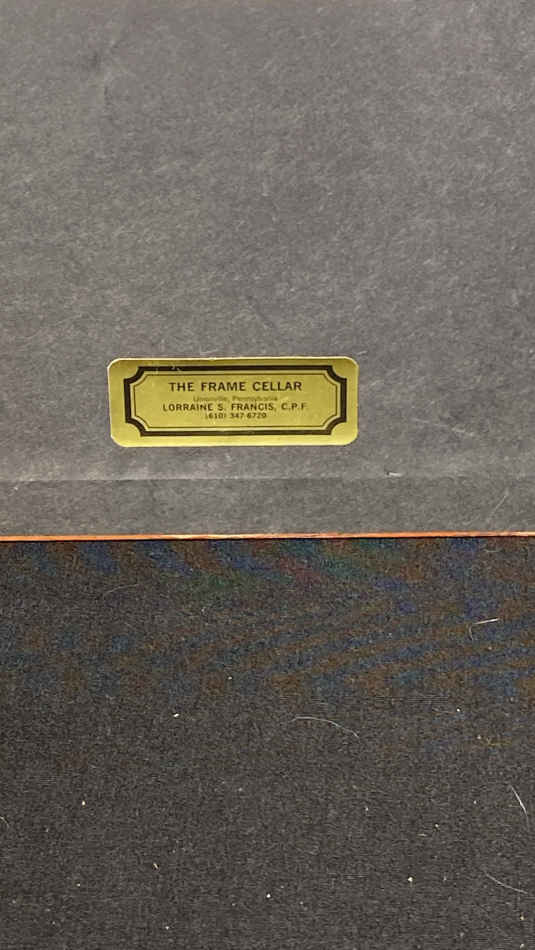 THE FRAME CELLAR
Unionville, Pennsylvania
LORRAINE S. FRANCIS, C.P.F.
(610) 347-6720